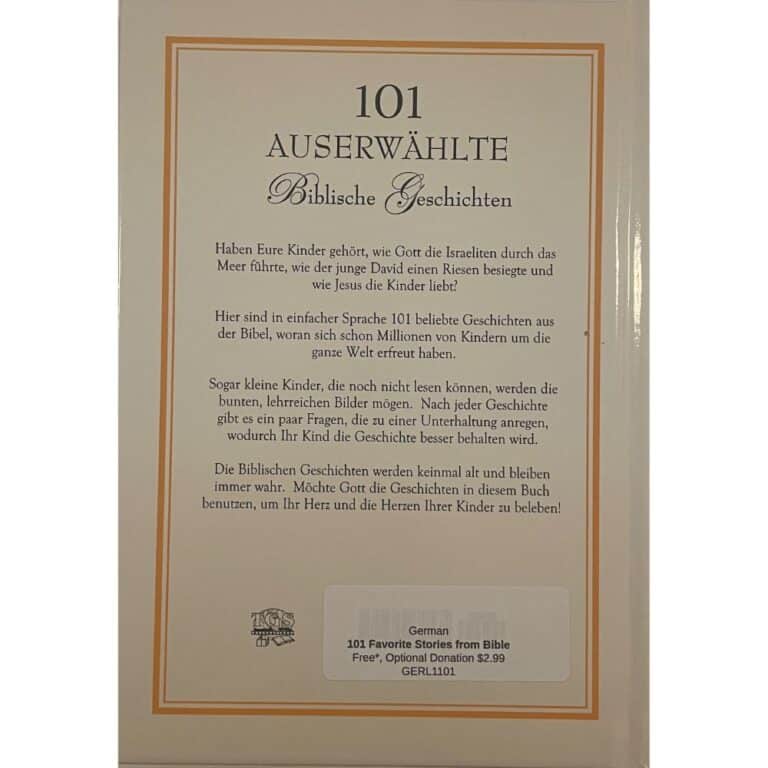 101
AUSERWÄHLTE
Biblische Geschichten
Haben Eure Kinder gehört, wie Gott die Israeliten durch das
Meer führte, wie der junge David einen Riesen besiegte und
wie Jesus die Kinder liebt?
Hier sind in einfacher Sprache 101 beliebte Geschichten aus
der Bibel, woran sich schon Millionen von Kindern um die
ganze Welt erfreut haben.
Sogar kleine Kinder, die noch nicht lesen können, werden die
bunten, lehrreichen Bilder mögen. Nach jeder Geschichte
gibt es ein paar Fragen, die zu einer Unterhaltung anregen,
wodurch Ihr Kind die Geschichte besser behalten wird.
Die Biblischen Geschichten werden keinmal alt und bleiben
immer wahr. Möchte Gott die Geschichten in diesem Buch
benutzen, um Ihr Herz und die Herzen Ihrer Kinder zu beleben!
TGS
German
101 Favorite Stories from Bible
Free*, Optional Donation $2.99
GERL1101